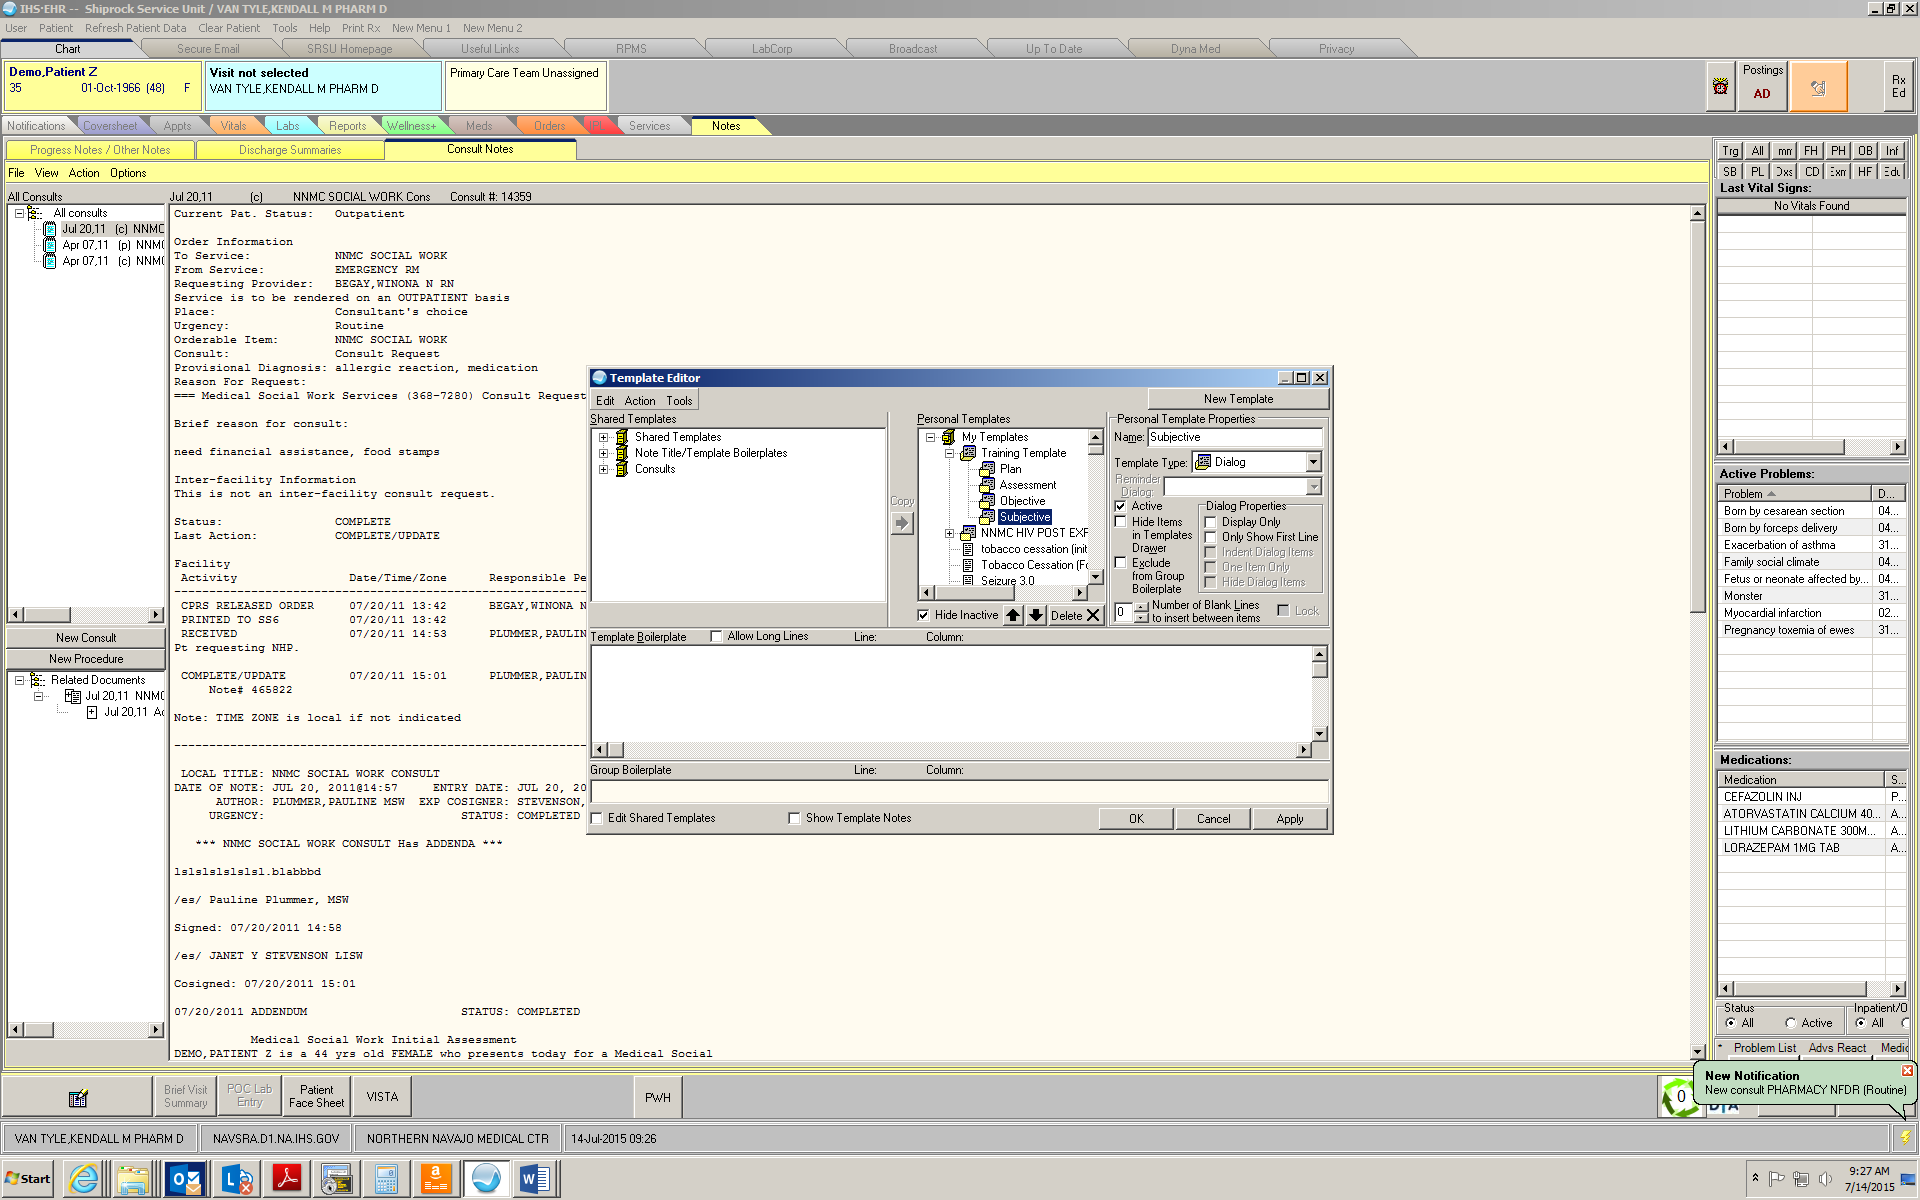 IHS-EHR -- Shiprock Service Unit / VAN TYLE,KENDALL M PHARM D
User Patient Refresh Patient Data Clear Patient Tools Help Print Rx New Menu 1 New Menu 2
Chart Secure Email SRSU Homepage Useful Links RPMS LabCorp Broadcast Up To Date Dyna Med Privacy
Demo,Patient Z
35 01-Oct-1966 (48) F
Visit not selected
VAN TYLE,KENDALL M PHARM D
Primary Care Team Unassigned
Postings
AD
Rx
Ed
Notifications Coversheet Appts Vitals Labs Reports Wellness+ Meds Orders IPL Services Notes
Progress Notes / Other Notes Discharge Summaries Consult Notes
File View Action Options
All Consults
All consults
Jul 20,11 (c) NNMC
Apr 07,11 (p) NNMC
Apr 07,11 (c) NNMC
New Consult
New Procedure
Related Documents
Jul 20,11 NNMC
Jul 20,11 Ad
Jul 20,11 (c) NNMC SOCIAL WORK Cons Consult #: 14359
Current Pat. Status: Outpatient
Order Information
To Service: NNMC SOCIAL WORK
From Service: EMERGENCY RM
Requesting Provider: BEGAY,WINONA N RN
Service is to be rendered on an OUTPATIENT basis
Place: Consultant's choice
Urgency: Routine
Orderable Item: NNMC SOCIAL WORK
Consult: Consult Request
Provisional Diagnosis: allergic reaction, medication
Reason For Request:
=== Medical Social Work Services (368-7280) Consult Request
Brief reason for consult:
need financial assistance, food stamps
Inter-facility Information
This is not an inter-facility consult request.
Status: COMPLETE
Last Action: COMPLETE/UPDATE
Facility
Activity Date/Time/Zone Responsible Pe
CPRS RELEASED ORDER 07/20/11 13:42 BEGAY,WINONA N
PRINTED TO SS6 07/20/11 13:42
RECEIVED 07/20/11 14:53 PLUMMER,PAULIN
Pt requesting NHP.
COMPLETE/UPDATE 07/20/11 15:01 PLUMMER,PAULIN
Note# 465822
Note: TIME ZONE is local if not indicated
LOCAL TITLE: NNMC SOCIAL WORK CONSULT
DATE OF NOTE: JUL 20, 2011@14:57 ENTRY DATE: JUL 20, 20
AUTHOR: PLUMMER,PAULINE MSW EXP COSIGNER: STEVENSON,
URGENCY: STATUS: COMPLETED
*** NNMC SOCIAL WORK CONSULT Has ADDENDA ***
lslslslslslsl.blabbbd
/es/ Pauline Plummer, MSW
Signed: 07/20/2011 14:58
/es/ JANET Y STEVENSON LISW
Cosigned: 07/20/2011 15:01
07/20/2011 ADDENDUM STATUS: COMPLETED
Medical Social Work Initial Assessment
DEMO,PATIENT Z is a 44 yrs old FEMALE who presents today for a Medical Social
Template Editor
Edit Action Tools
New Template
Shared Templates
Shared Templates
Note Title/Template Boilerplates
Consults
Copy
Personal Templates
My Templates
Training Template
Plan
Assessment
Objective
Subjective
NNMC HIV POST EXP
tobacco cessation (init
Tobacco Cessation (Fo
Seizure 3.0
Hide Inactive Delete
Personal Template Properties
Name: Subjective
Template Type: Dialog
Reminder
Dialog:
Active
Hide Items
in Templates
Drawer
Exclude
from Group
Boilerplate
Dialog Properties
Display Only
Only Show First Line
Indent Dialog Items
One Item Only
Hide Dialog Items
0 Number of Blank Lines
to insert between items
Lock
Template Boilerplate Allow Long Lines Line: Column:
Group Boilerplate Line: Column:
Edit Shared Templates Show Template Notes OK Cancel Apply
Trg All FH PH OB Inf
SB PL Dxs CD Exm HF Edu
Last Vital Signs:
No Vitals Found
Active Problems:
Problem D...
Born by cesarean section 04...
Born by forceps delivery 04...
Exacerbation of asthma 31...
Family social climate 04...
Fetus or neonate affected by... 04...
Monster 31...
Myocardial infarction 02...
Pregnancy toxemia of ewes 31...
Medications:
Medication S...
CEFAZOLIN INJ P...
ATORVASTATIN CALCIUM 40... A...
LITHIUM CARBONATE 300M... A...
LORAZEPAM 1MG TAB A...
Status
All Active
Inpatient/O
All
Problem List Advs React Medic
New Notification
New consult PHARMACY NFDR (Routine)
Brief Visit
Summary
POC Lab
Entry
Patient
Face Sheet
VISTA
PWH
0
VAN TYLE,KENDALL M PHARM D NAVSRA.D1.NA.IHS.GOV NORTHERN NAVAJO MEDICAL CTR 14-Jul-2015 09:26
Start
9:27 AM
7/14/2015